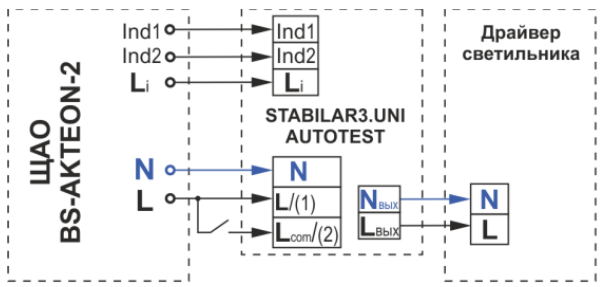 ЩАО
BS-AKTEON-2
Ind1
Ind2
Li
N
L
Ind1
Ind2
Li
STABILAR3.UNI
AUTOTEST
N
L/(1)
Lcom/(2)
Nвых
Lвых
Драйвер
светильника
N
L